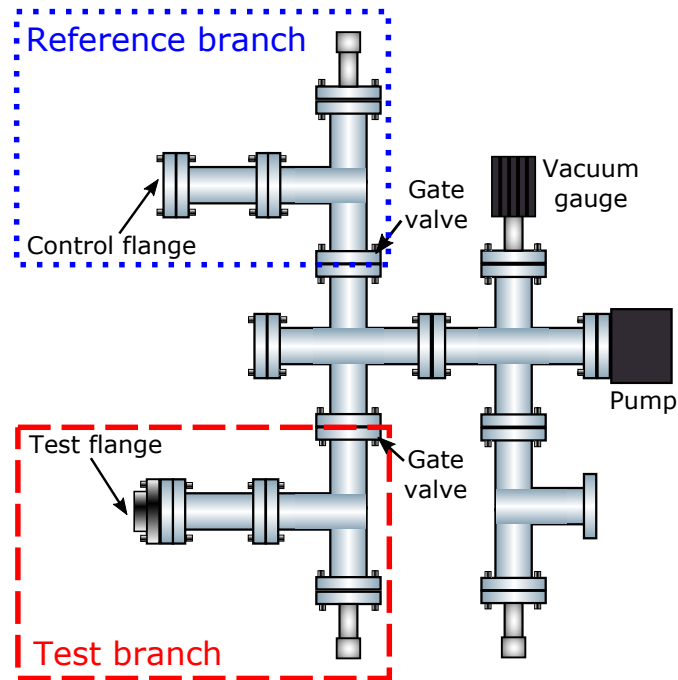 Reference branch
Control flange
Gate
valve
Vacuum
gauge
Pump
Test flange
Gate
valve
Test branch